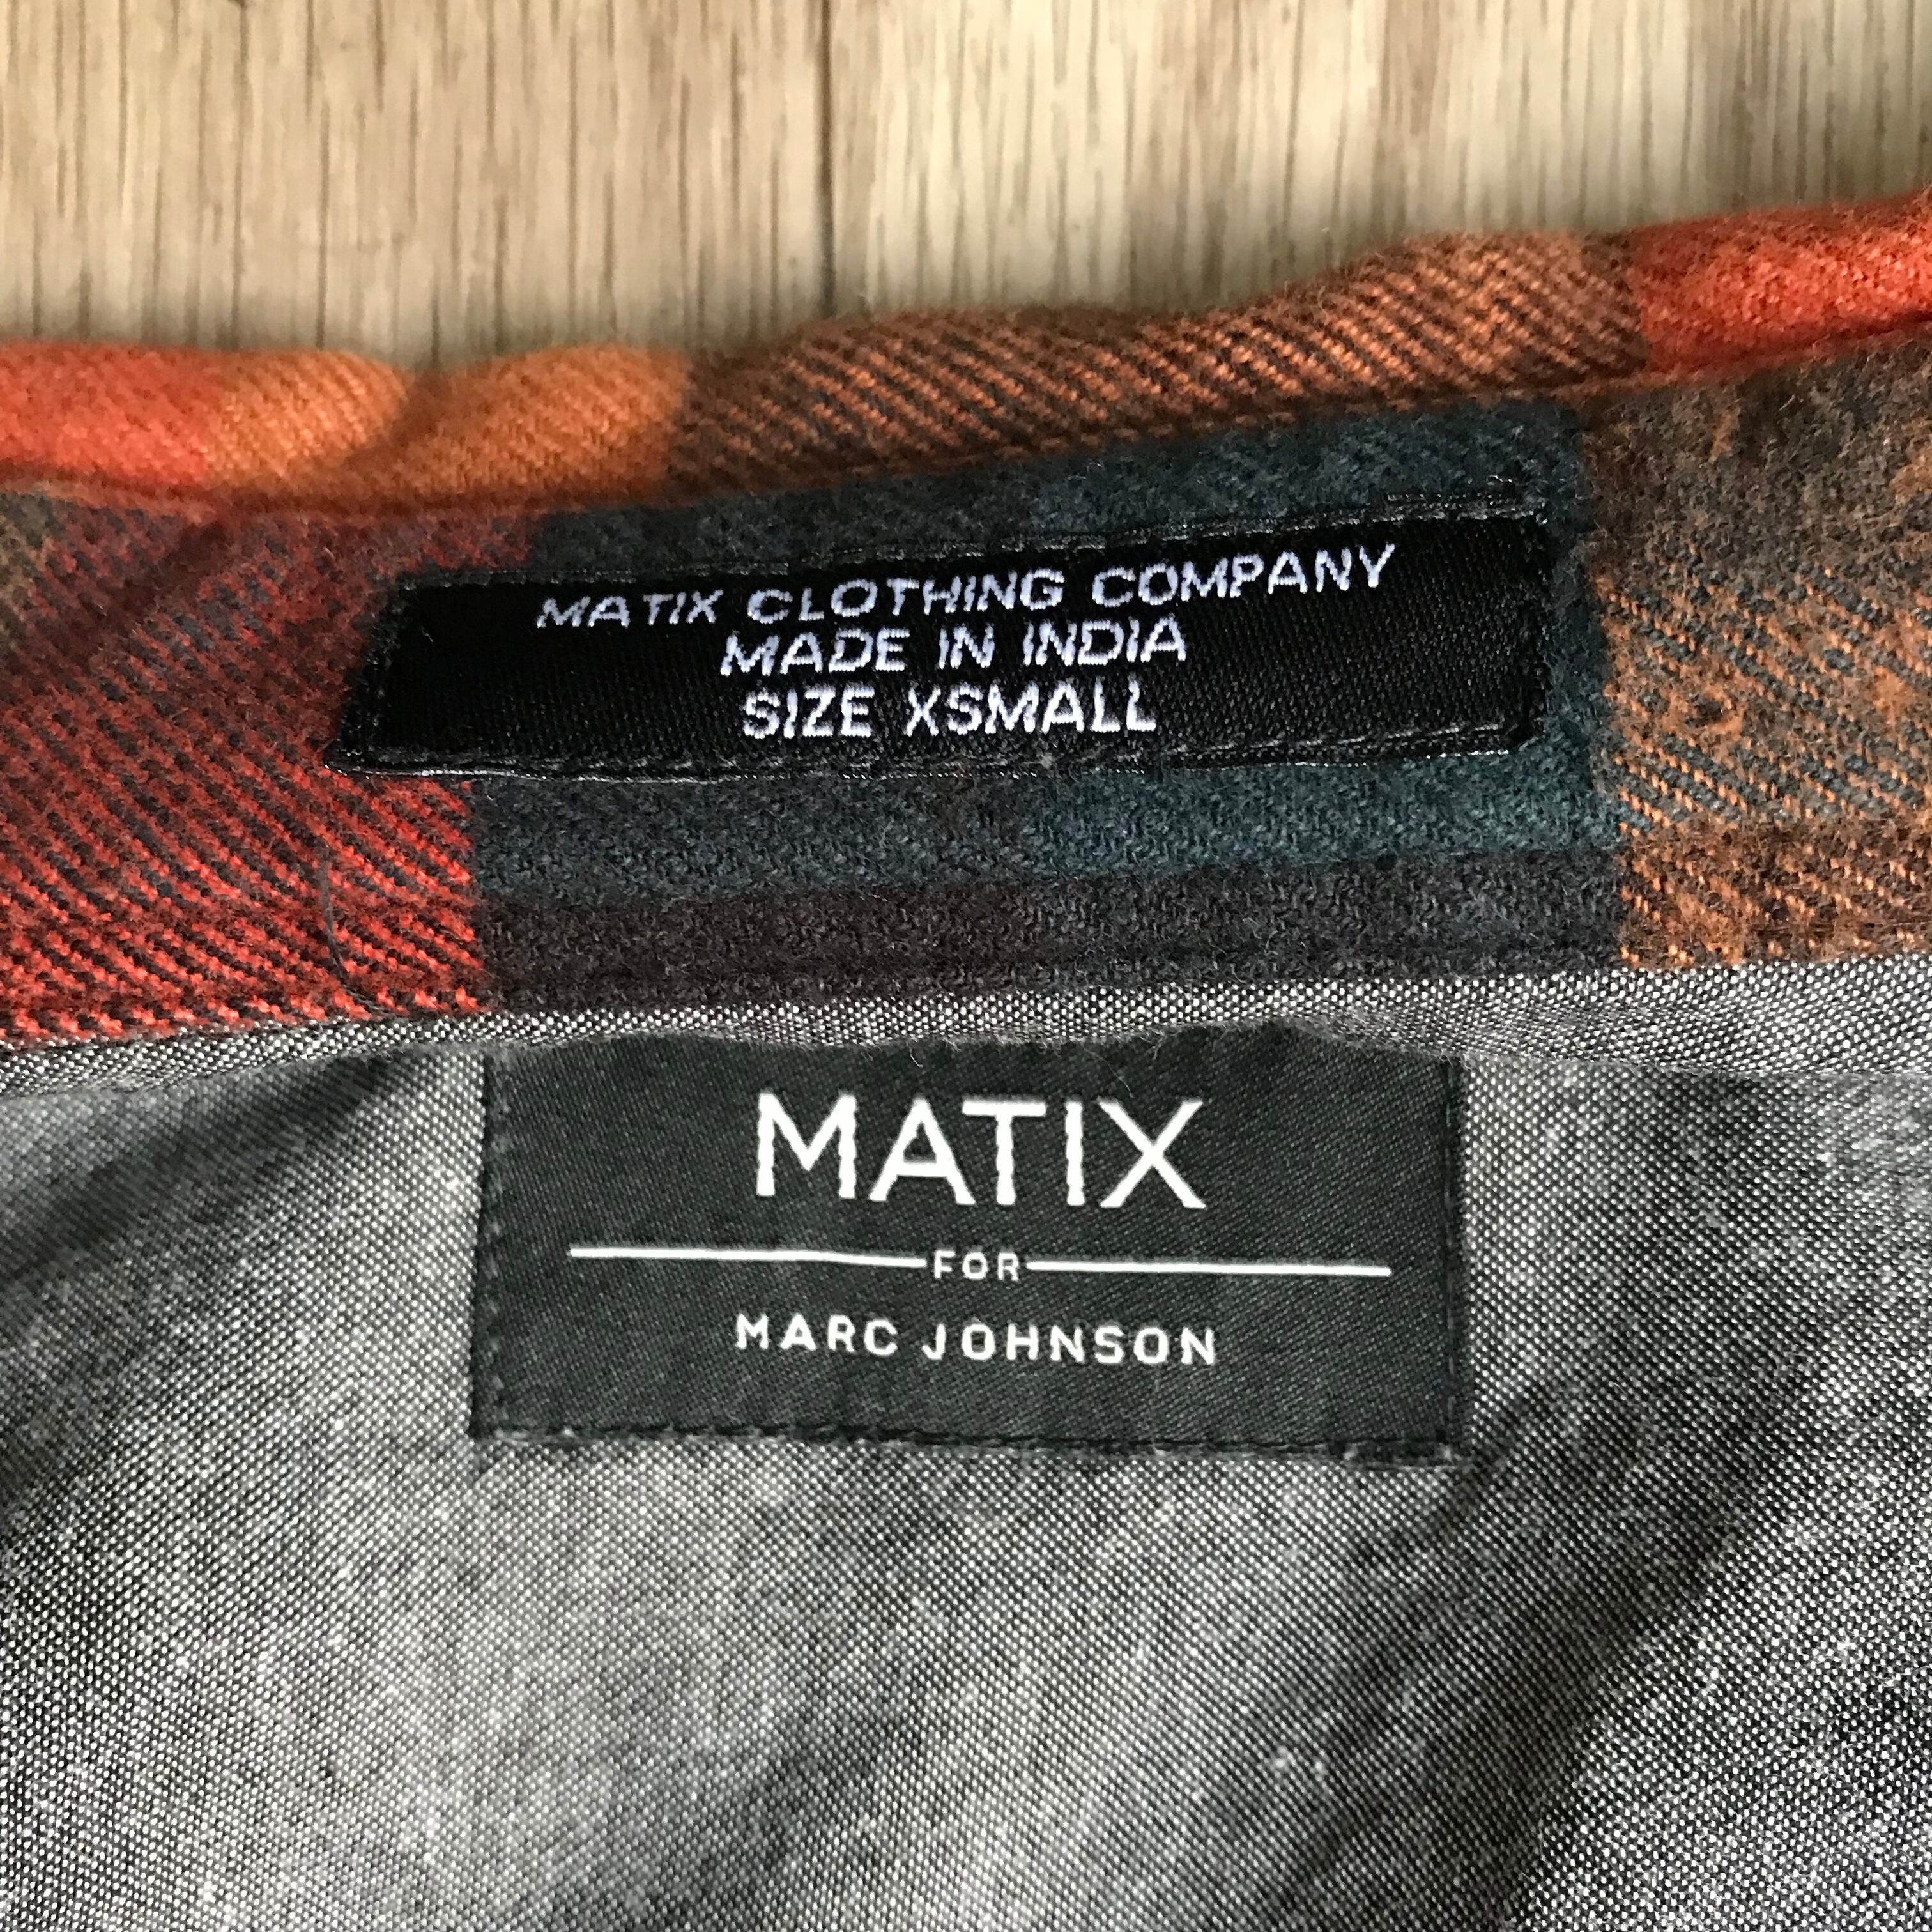 MATIX CLOTHING COMPANY
MADE IN INDIA
SIZE XSMALL
MATIX
FOR
MARC JOHNSON